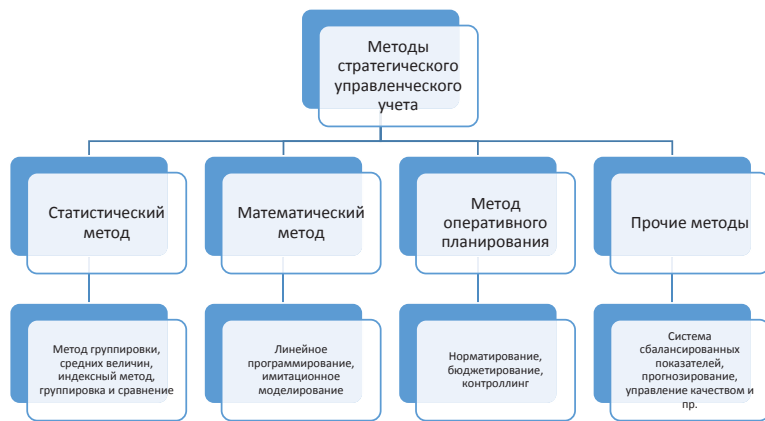 Методы
стратегического
управленческого
учета
Статистический
метод
Математический
метод
Метод
оперативного
планирования
Прочие методы
Метод группировки,
средних величин,
индексный метод,
группировка и сравнение
Линейное
программирование,
имитационное
моделирование
Норматирование,
бюджетирование,
контроллинг
Система
сбалансированных
показателей,
прогнозирование,
управление качеством и
пр.